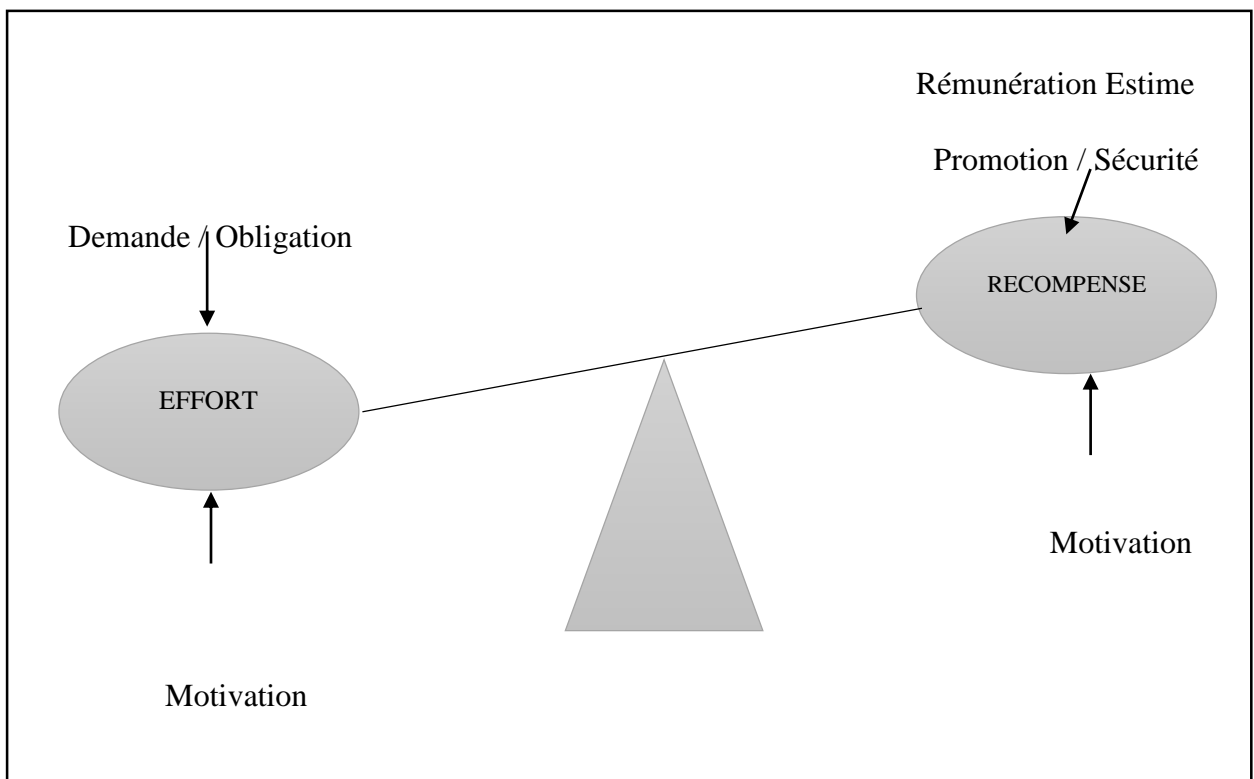 Rémunération Estime
Promotion / Sécurité
Demande / Obligation
RECOMPENSE
EFFORT
Motivation
Motivation